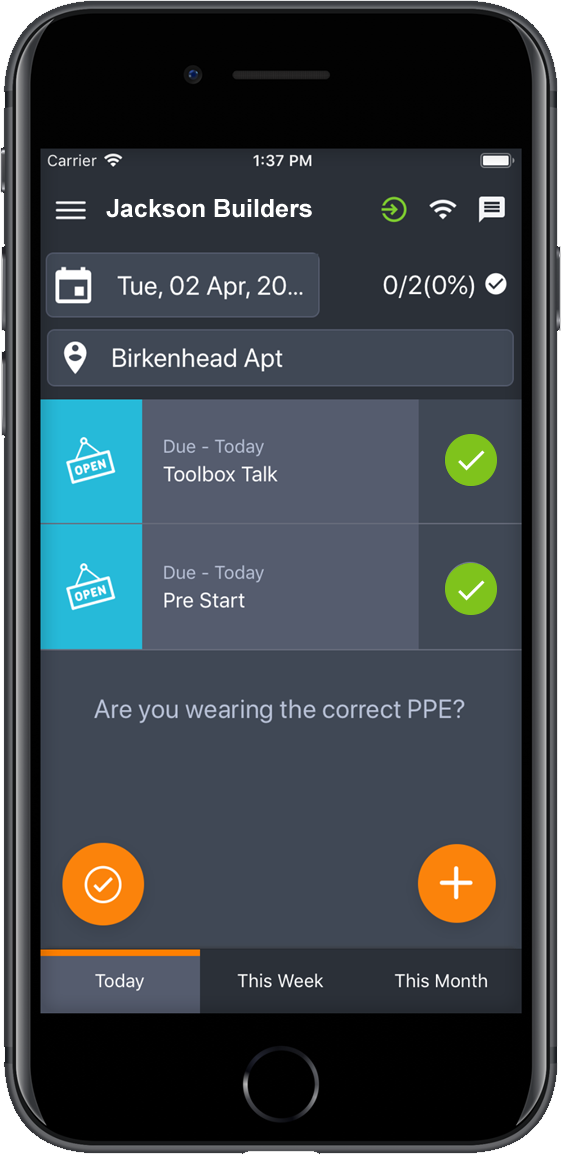 Carrier 1:37 PM
Jackson Builders
Tue, 02 Apr, 20... 0/2(0%)
Birkenhead Apt
OPEN
Due - Today
Toolbox Talk
OPEN
Due - Today
Pre Start
Are you wearing the correct PPE?
Today This Week This Month